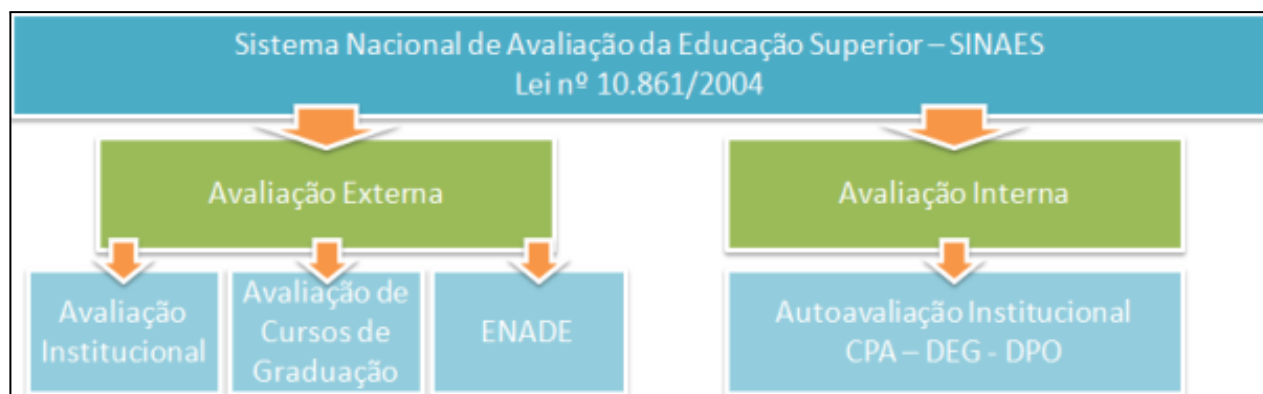 Sistema Nacional de Avaliação da Educação Superior – SINAES
Lei nº 10.861/2004
Avaliação Externa
Avaliação Interna
Avaliação
Institucional
Avaliação de
Cursos de
Graduação
ENADE
Autoavaliação Institucional
CPA – DEG - DPO